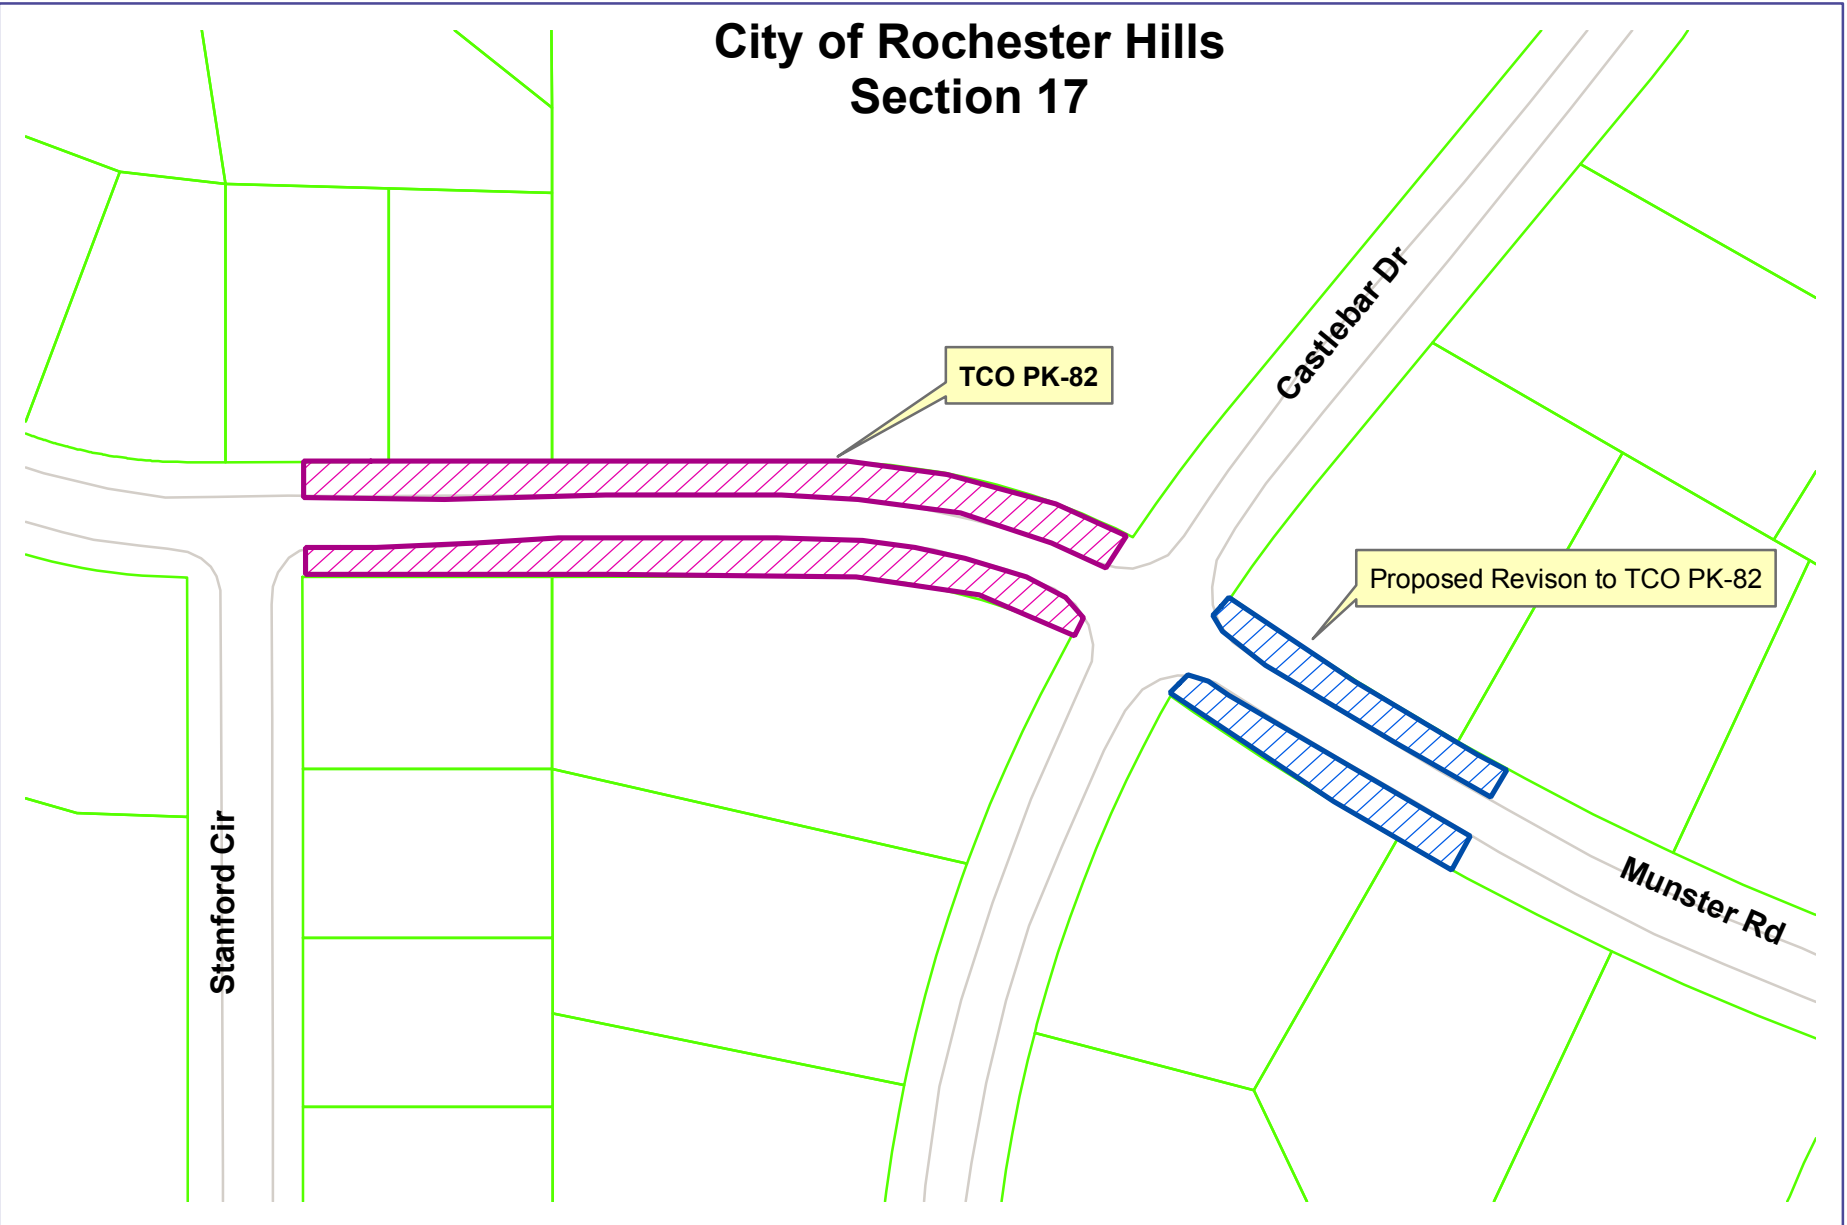 City of Rochester Hills
Section 17
Castlebar Dr
TCO PK-82
Proposed Revison to TCO PK-82
Stanford Cir
Munster Rd